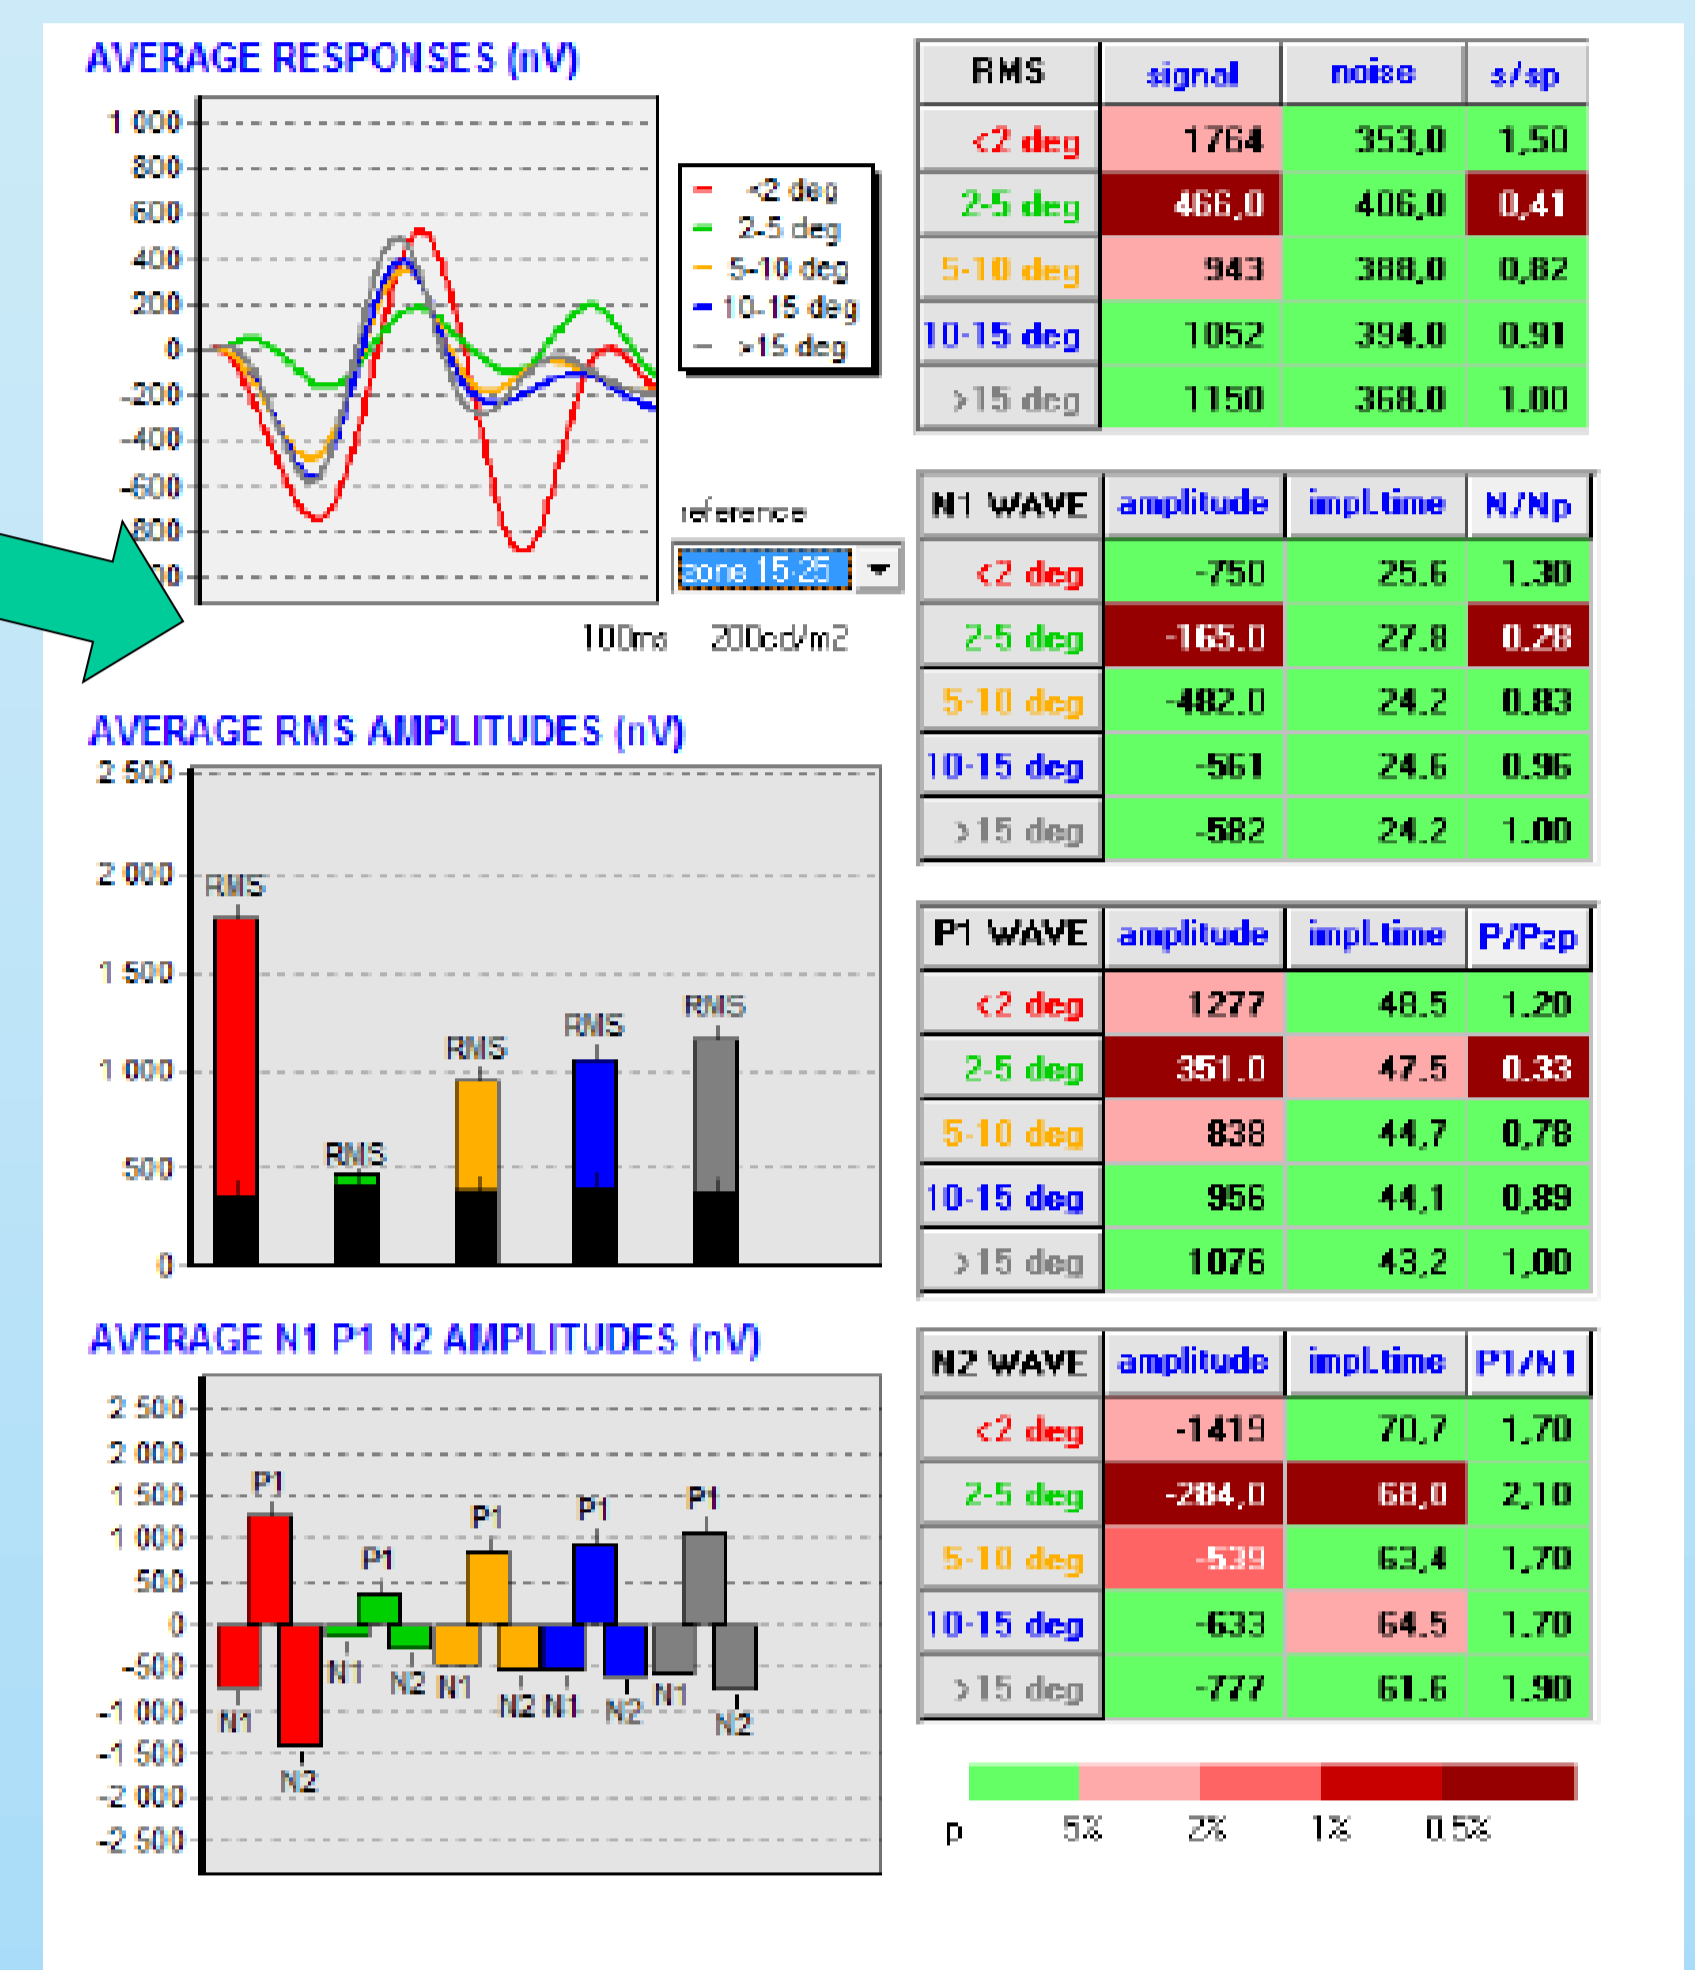 AVERAGE RESPONSES (nV)
1 000
800
600
400
200
0
-200
-400
-600
800
00
<2 deg
2-5 deg
5-10 deg
10-15 deg
>15 deg
reference
zone 15-25
100ms 200cd/m2
AVERAGE RMS AMPLITUDES (nV)
2 500
2 000
1 500
1 000
500
0
RMS
RMS
RMS
RMS
RMS
AVERAGE N1 P1 N2 AMPLITUDES (nV)
2 500
2 000
1 500
1 000
500
0
-500
-1 000
-1 500
-2 000
-2 500
P1
P1
P1
P1
P1
N1 N2 N1 N2 N1 N2 N1 N2 N1 N2
RMS signal noise s/sp
<2 deg 1764 353,0 1,50
2-5 deg 466,0 406,0 0,41
5-10 deg 943 388,0 0,82
10-15 deg 1052 394.0 0.91
>15 deg 1150 368.0 1.00
N1 WAVE amplitude impl.time N/Np
<2 deg -750 25.6 1.30
2-5 deg -165.0 27.8 0.28
5-10 deg -482.0 24.2 0.83
10-15 deg -561 24.6 0.96
>15 deg -582 24.2 1.00
P1 WAVE amplitude impl.time P/Pzp
<2 deg 1277 48.5 1.20
2-5 deg 351.0 47.5 0.33
5-10 deg 838 44,7 0,78
10-15 deg 956 44,1 0,89
>15 deg 1076 43,2 1,00
N2 WAVE amplitude impl.time P1/N1
<2 deg -1419 70,7 1,70
2-5 deg -284,0 68,0 2,10
5-10 deg -539 63,4 1,70
10-15 deg -633 64.5 1.70
>15 deg -777 61.6 1.90
p 5% 2% 1% 0.5%